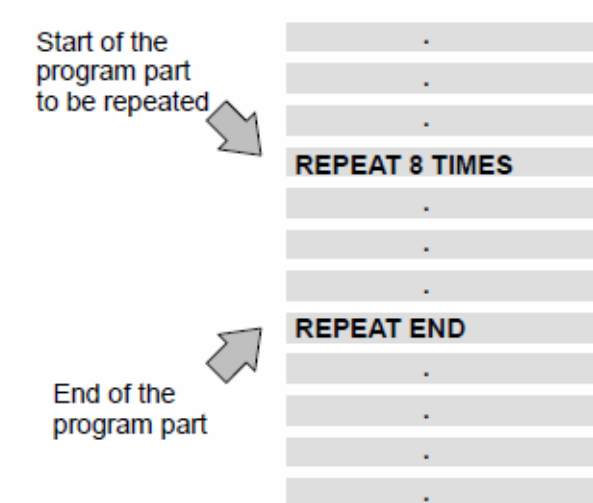 Start of the
program part
to be repeated
.
.
.
REPEAT 8 TIMES
.
.
.
REPEAT END
End of the
program part
.
.
.
.